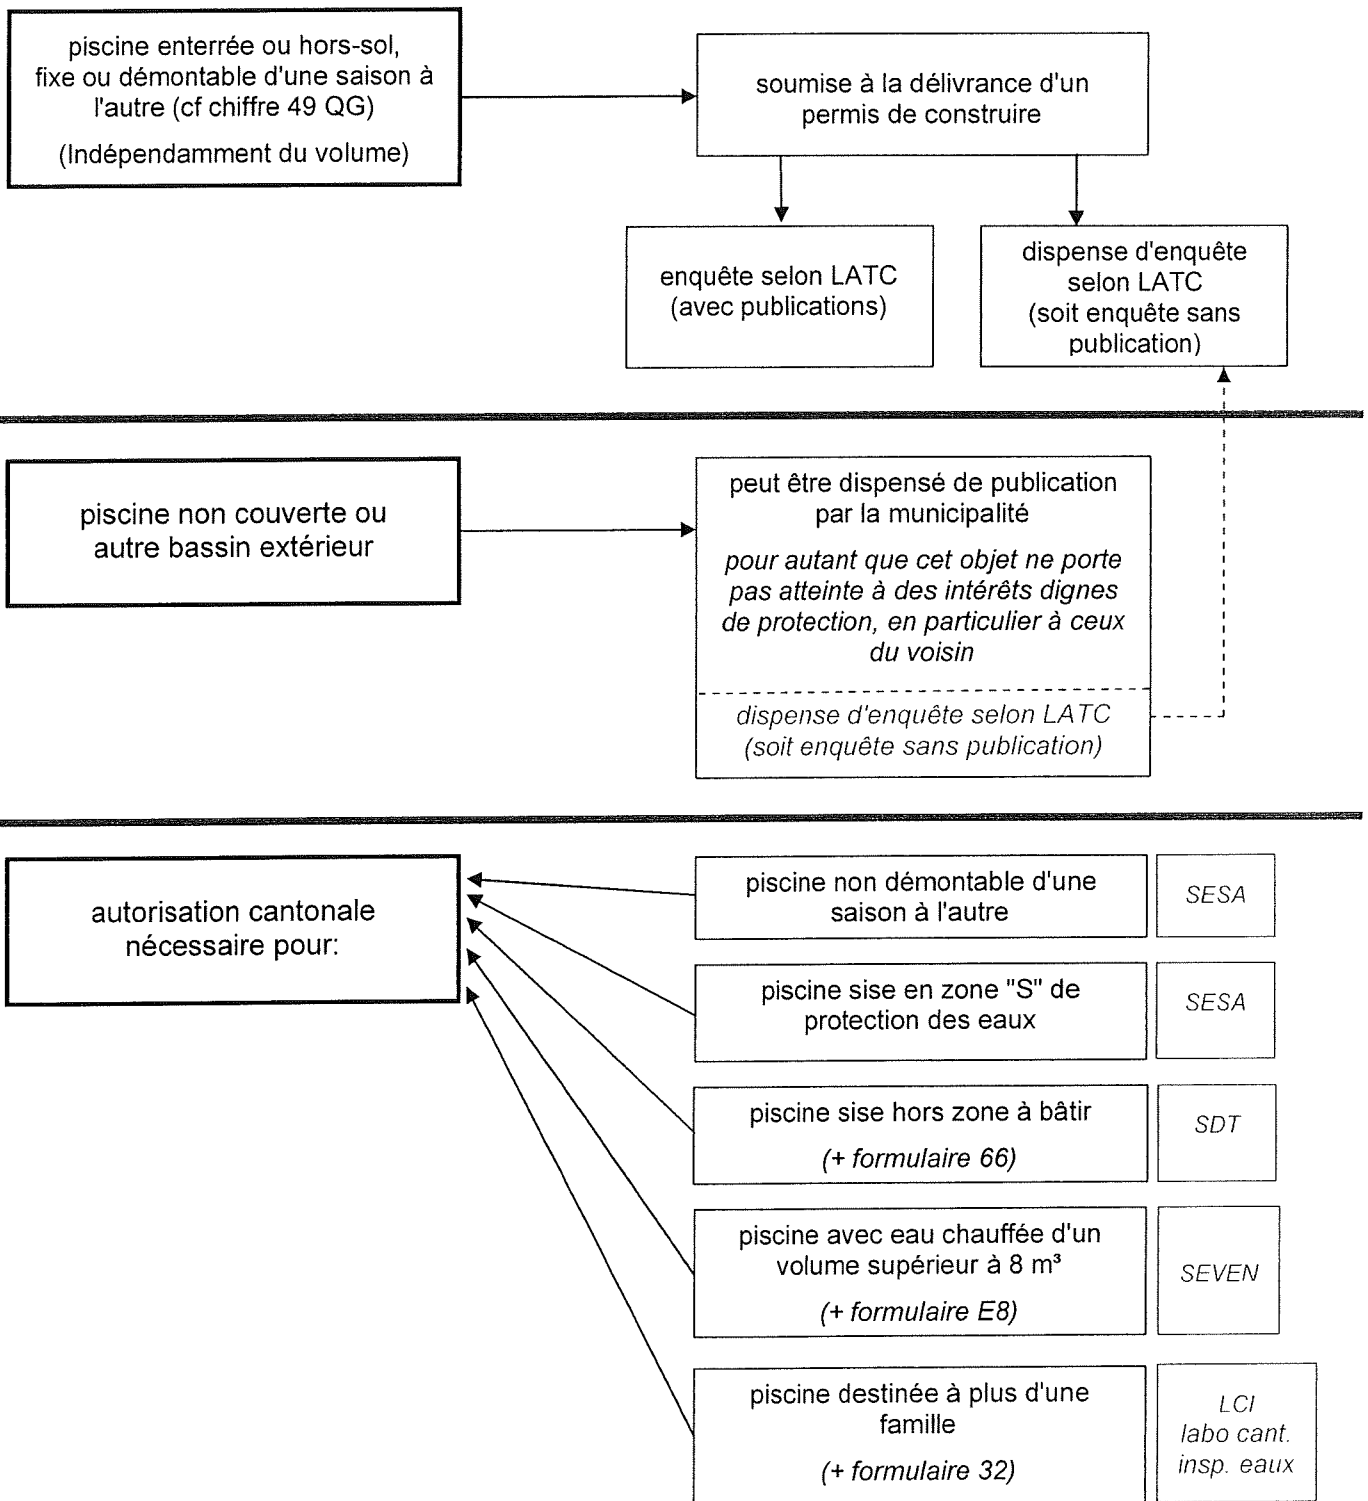 piscine enterrée ou hors-sol,
fixe ou démontable d'une saison à
l'autre (cf chiffre 49 QG)
(Indépendamment du volume)
soumise à la délivrance d'un
permis de construire
enquête selon LATC
(avec publications)
dispense d'enquête
selon LATC
(soit enquête sans
publication)
piscine non couverte ou
autre bassin extérieur
peut être dispensé de publication
par la municipalité
pour autant que cet objet ne porte
pas atteinte à des intérêts dignes
de protection, en particulier à ceux
du voisin
dispense d'enquête selon LATC
(soit enquête sans publication)
autorisation cantonale
nécessaire pour:
piscine non démontable d'une
saison à l'autre
SESA
piscine sise en zone "S" de
protection des eaux
SESA
piscine sise hors zone à bâtir
(+ formulaire 66)
SDT
piscine avec eau chauffée d'un
volume supérieur à 8 m³
(+ formulaire E8)
SEVEN
piscine destinée à plus d'une
famille
(+ formulaire 32)
LCI
labo cant.
insp. eaux